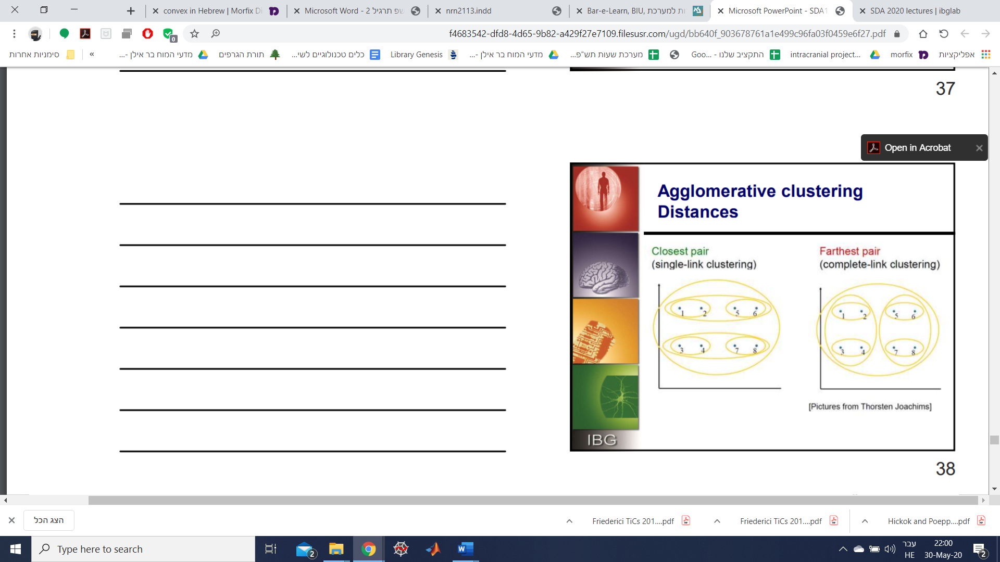 convex in Hebrew | Morfix Di
Microsoft Word - 2 שפ תרגיל
nrn2113.indd
Bar-e-Learn, BIU, ות למערכת
Microsoft PowerPoint - SDA1
SDA 2020 lectures | ibglab
0
f4683542-dfd8-4d65-9b82-a429f27e7109.filesusr.com/ugd/bb640f_903678761a1e499c96fa03f0459e6f27.pdf
אפליקציות
morfix
intracranial project...
Goo... - התקציב שלנו
מערכת שעות תש"פ...
מדעי המוח בר אילן -...
Library Genesis
כלים טכנולוגיים לשי...
תורת הגרפים
מדעי המוח בר אילן -...
«
סימניות אחרות
37
Open in Acrobat
Agglomerative clustering
Distances
Closest pair
(single-link clustering)
Farthest pair
(complete-link clustering)
1 2 5 6
3 4 7 8
1 2 5 6
3 4 7 8
[Pictures from Thorsten Joachims]
IBG
38
הצג הכל
Friederici TiCs 201....pdf
Friederici TiCs 201....pdf
Hickok and Poepp....pdf
Type here to search
2
W
עבר
HE
22:00
30-May-20
2